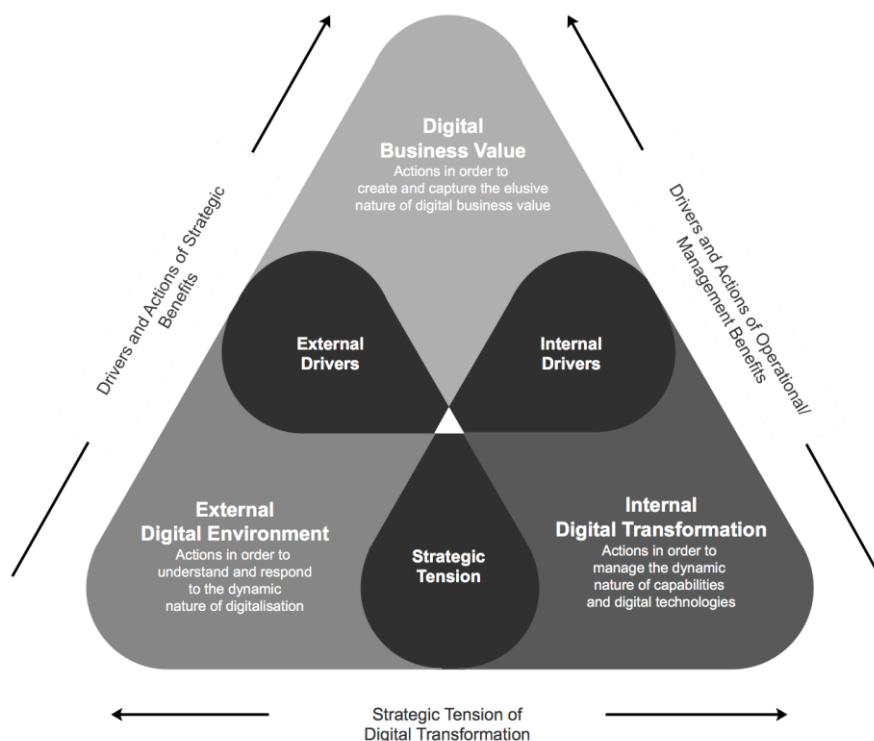 Digital
Business Value
Actions in order to
create and capture the elusive
nature of digital business value
Drivers and Actions of Strategic
Benefits
Drivers and Actions of Operational/
Management Benefits
External
Drivers
Internal
Drivers
External
Digital Environment
Actions in order to
understand and respond
to the dynamic
nature of digitalisation
Strategic
Tension
Internal
Digital Transformation
Actions in order to
manage the dynamic
nature of capabilities
and digital technologies
Strategic Tension of
Digital Transformation